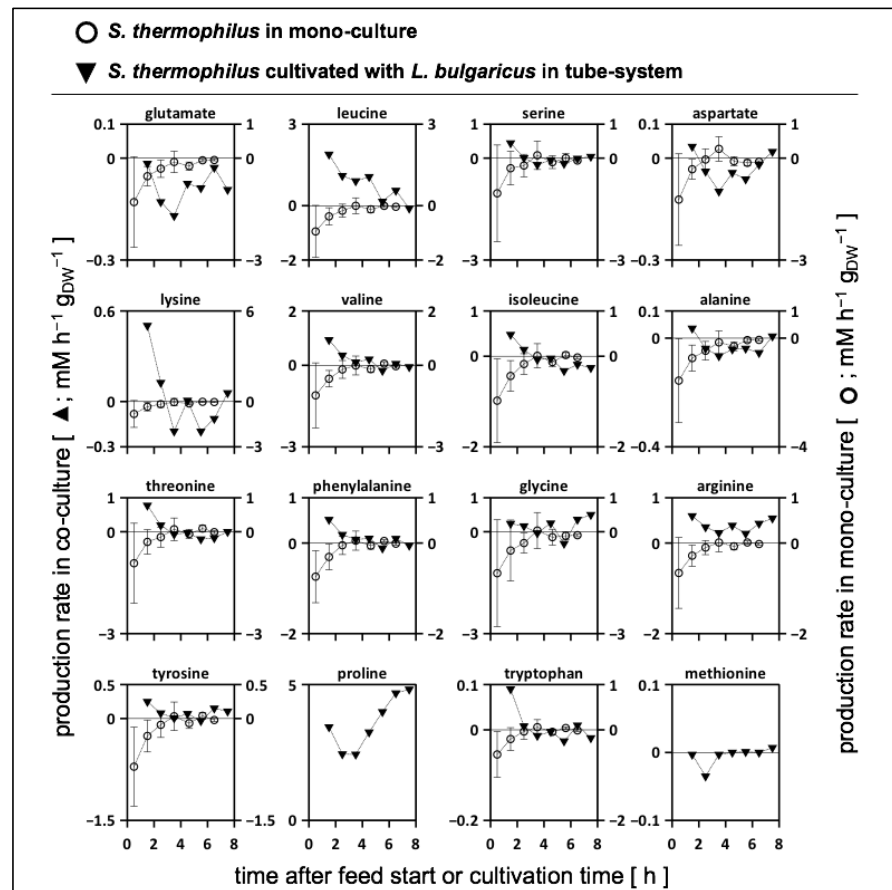 S. thermophilus in mono-culture
S. thermophilus cultivated with L. bulgaricus in tube-system
glutamate leucine serine aspartate
0.1 1 3 3 1 1 0.1 1
0 0 0 0 0 0 0 0
−0.3 −3 −2 −2 −3 −3 −0.3 −3
lysine valine isoleucine alanine
0.6 6 2 2 1 1 0.1 1
0 0 0 0 0 0 0 0
−0.3 −3 −3 −3 −2 −2 −0.4 −4
threonine phenylalanine glycine arginine
1 1 1 1 1 1 1 1
0 0 0 0 0 0 0 0
−3 −3 −2 −2 −3 −3 −2 −2
tyrosine proline tryptophan methionine
0.5 0.5 5 0.1 1 0.1
0 0 0 0 0
−1.5 −1.5 0 −0.2 −2 −0.1
0 2 4 6 8 0 2 4 6 8 0 2 4 6 8 0 2 4 6 8
time after feed start or cultivation time [ h ]
production rate in co-culture [ ▲; mM h⁻¹ g_DW⁻¹ ]
production rate in mono-culture [ O ; mM h⁻¹ g_DW⁻¹ ]